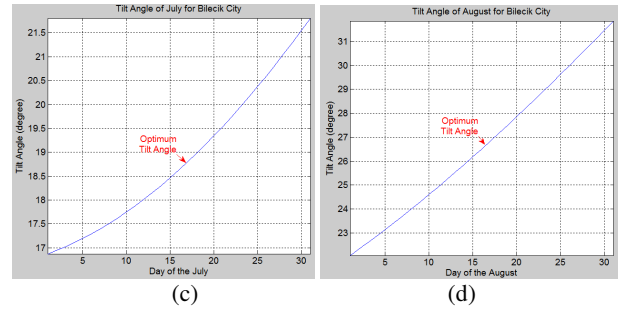 Tilt Angle of July for Bilecik City
21.5
21
20.5
20
19.5
19
18.5
18
17.5
17
Tilt Angle (degree)
Optimum
Tilt Angle
5 10 15 20 25 30
Day of the July
(c)
Tilt Angle of August for Bilecik City
31
30
29
28
27
26
25
24
23
Tilt Angle (degree)
Optimum
Tilt Angle
5 10 15 20 25 30
Day of the August
(d)